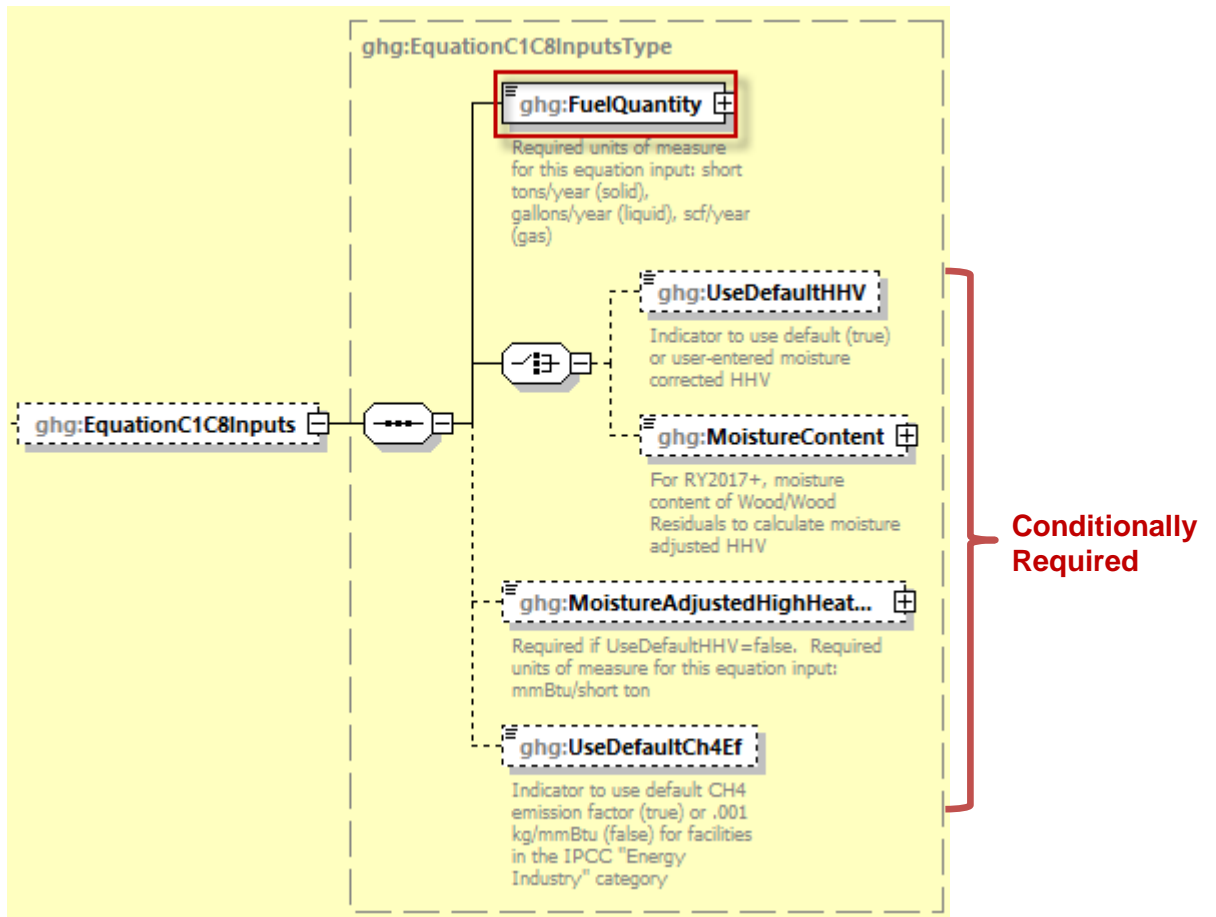 ghg:EquationC1C8InputsType
ghg:FuelQuantity
Required units of measure
for this equation input: short
tons/year (solid),
gallons/year (liquid), scf/year
(gas)
ghg:UseDefaultHHV
Indicator to use default (true)
or user-entered moisture
corrected HHV
ghg:EquationC1C8Inputs
ghg:MoistureContent
For RY2017+, moisture
content of Wood/Wood
Residuals to calculate moisture
adjusted HHV
Conditionally
Required
ghg:MoistureAdjustedHighHeat...
Required if UseDefaultHHV=false.  Required
units of measure for this equation input:
mmBtu/short ton
ghg:UseDefaultCh4Ef
Indicator to use default CH4
emission factor (true) or .001
kg/mmBtu (false) for facilities
in the IPCC "Energy
Industry" category